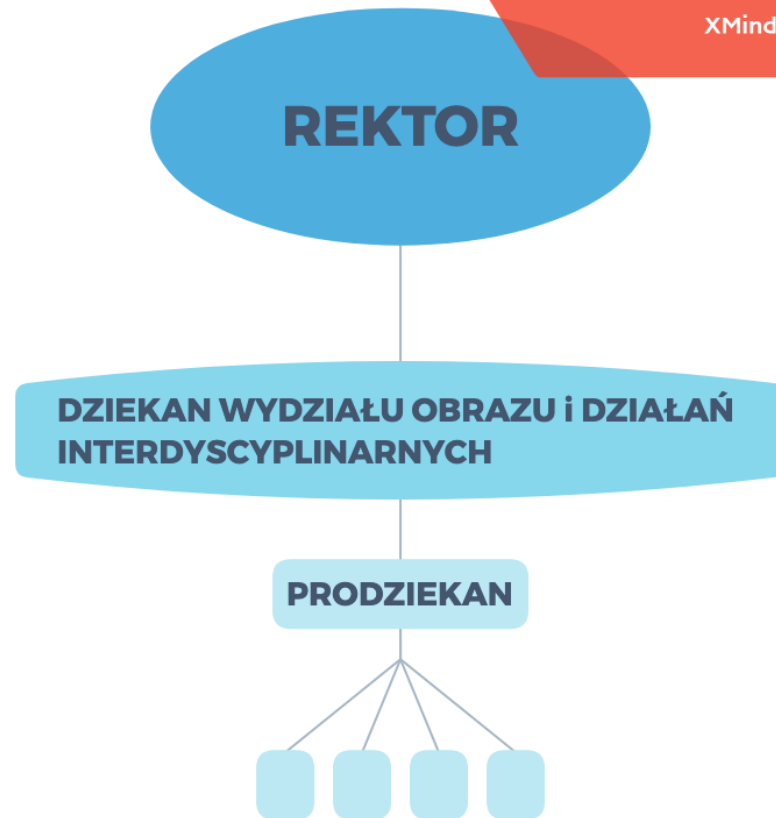 XMind
REKTOR
DZIEKAN WYDZIAŁU OBRAZU i DZIAŁAŃ
INTERDYSCYPLINARNYCH
PRODZIEKAN